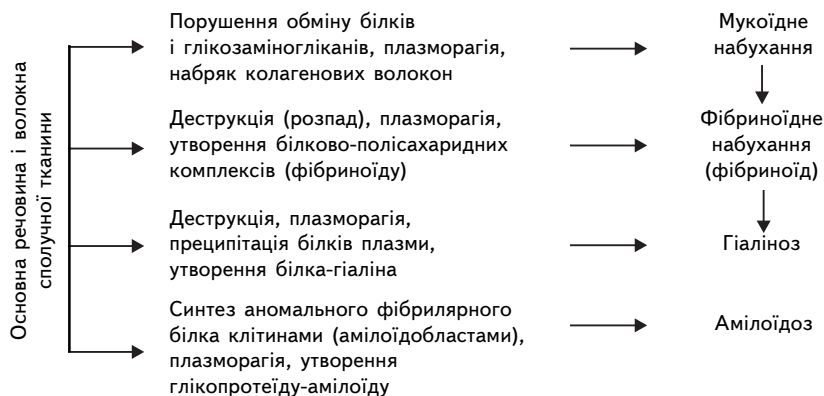 Основна речовина і волокна
сполучної тканини
Порушення обміну білків
і глікозаміногліканів, плазморагія,
набряк колагенових волокон
Мукоїдне
набухання
Деструкція (розпад), плазморагія,
утворення білково-полісахаридних
комплексів (фібриноїду)
Фібриноїдне
набухання
(фібриноїд)
Деструкція, плазморагія,
преципітація білків плазми,
утворення білка-гіаліна
Гіаліноз
Синтез аномального фібрилярного
білка клітинами (амілоїдобластами),
плазморагія, утворення
глікопротеїду-амілоїду
Амілоїдоз